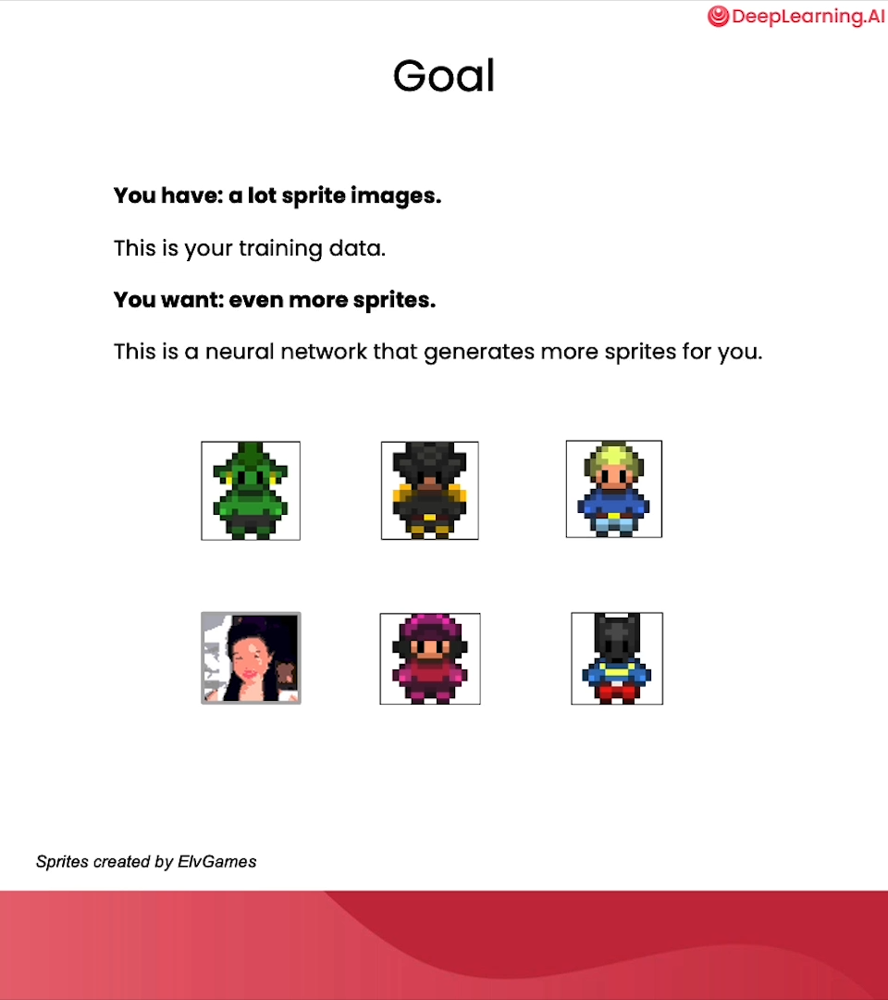 DeepLearning.AI
Goal
You have: a lot sprite images.
This is your training data.
You want: even more sprites.
This is a neural network that generates more sprites for you.
Sprites created by ElvGames